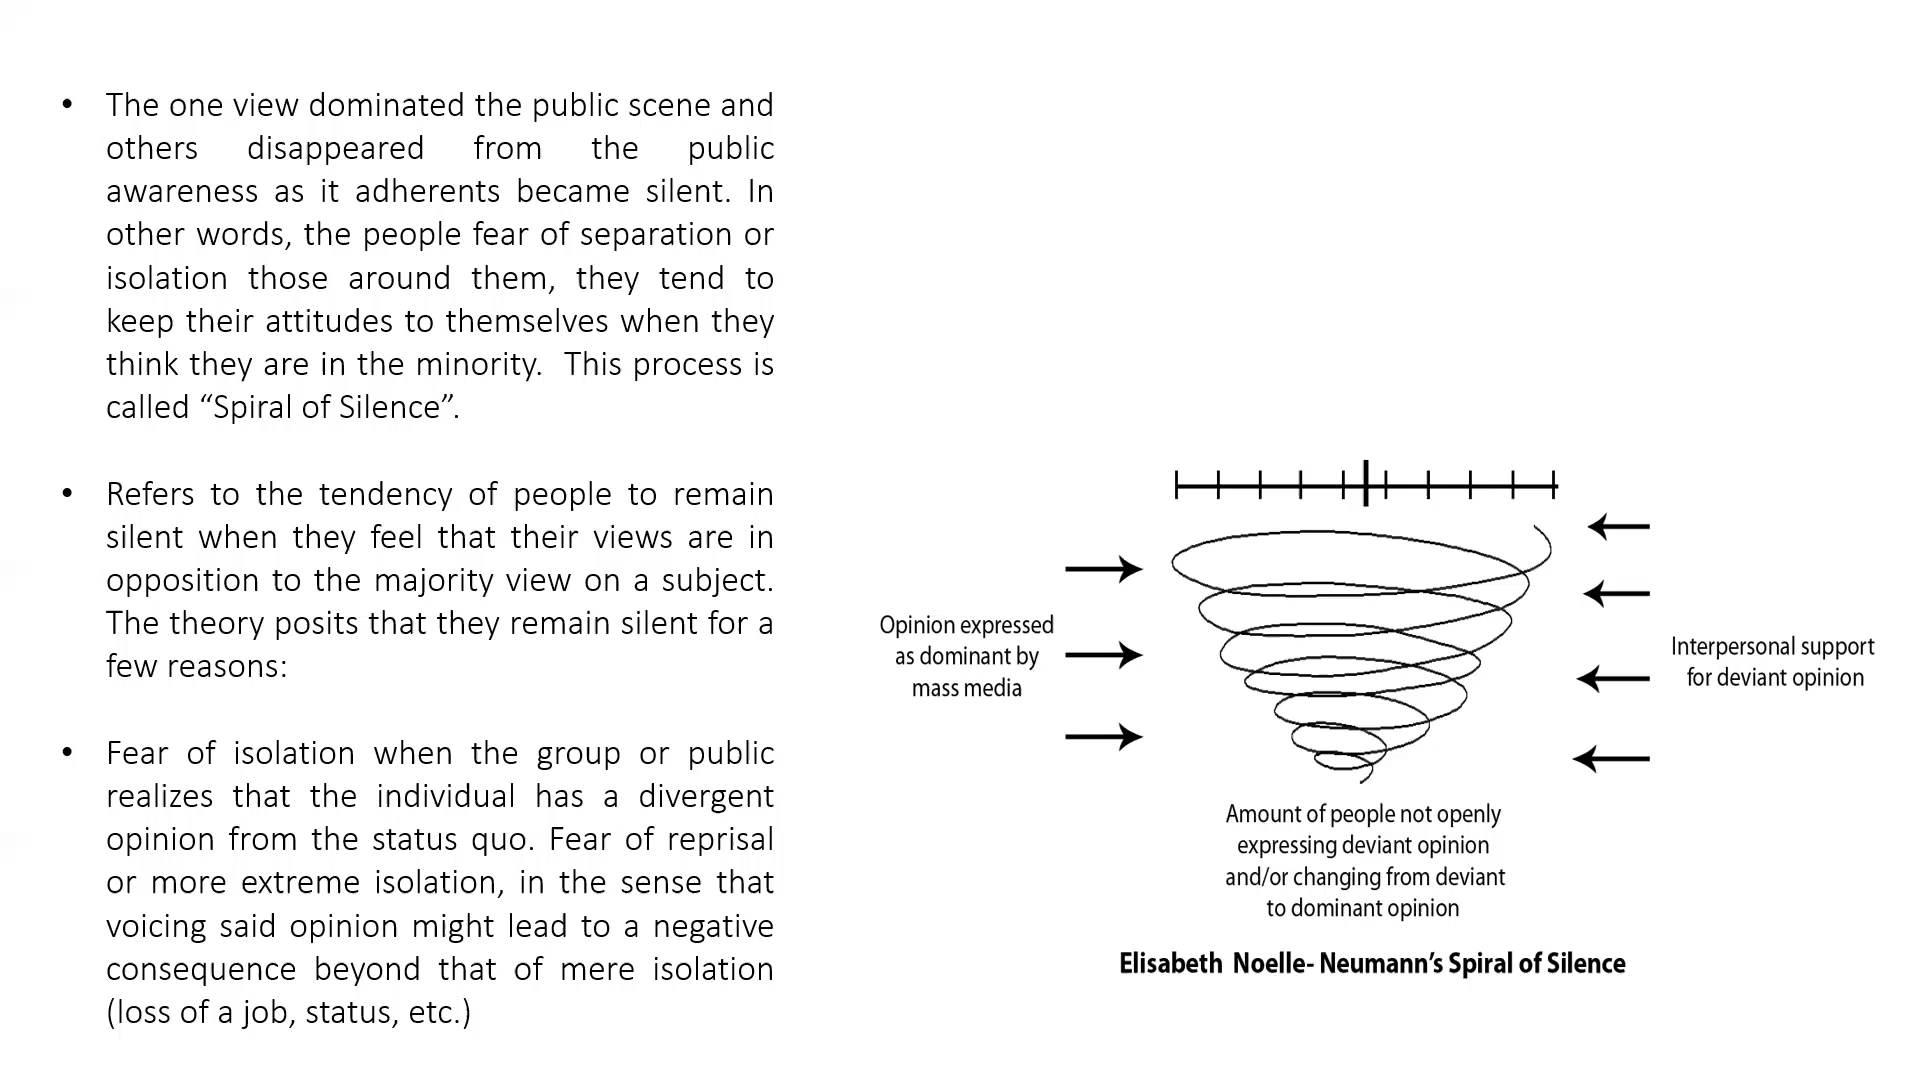 • The one view dominated the public scene and
others disappeared from the public
awareness as it adherents became silent. In
other words, the people fear of separation or
isolation those around them, they tend to
keep their attitudes to themselves when they
think they are in the minority. This process is
called “Spiral of Silence”.
• Refers to the tendency of people to remain
silent when they feel that their views are in
opposition to the majority view on a subject.
The theory posits that they remain silent for a
few reasons:
• Fear of isolation when the group or public
realizes that the individual has a divergent
opinion from the status quo. Fear of reprisal
or more extreme isolation, in the sense that
voicing said opinion might lead to a negative
consequence beyond that of mere isolation
(loss of a job, status, etc.)
Opinion expressed
as dominant by
mass media
Interpersonal support
for deviant opinion
Amount of people not openly
expressing deviant opinion
and/or changing from deviant
to dominant opinion
Elisabeth Noelle- Neumann’s Spiral of Silence